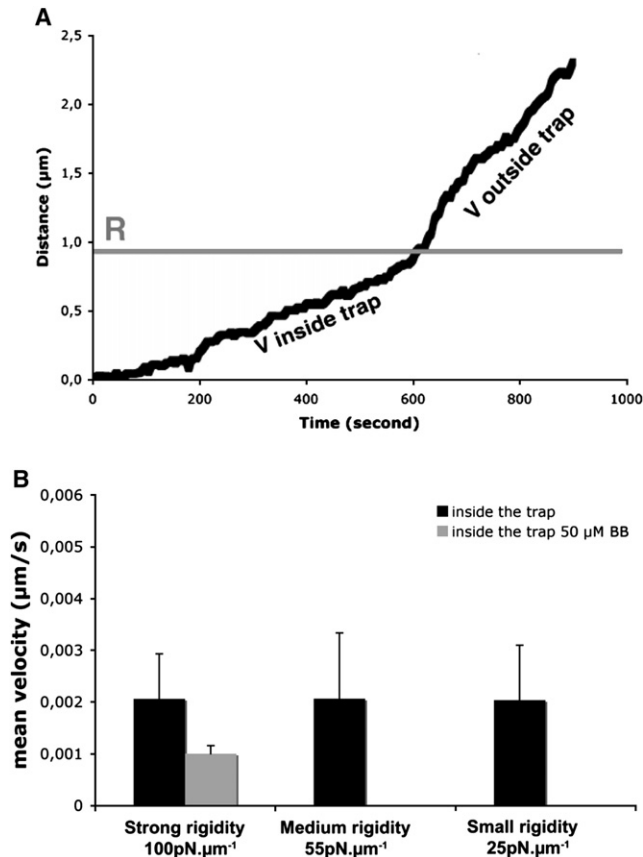 A
2,5
2,0
1,5
1,0
0,5
0,0
Distance (µm)
R
V inside trap
V outside trap
0
200
400
600
800
1000
Time (second)
B
0,006
0,005
0,004
0,003
0,002
0,001
0
mean velocity (µm/s)
inside the trap
inside the trap 50 µM BB
Strong rigidity
100pN.µm⁻¹
Medium rigidity
55pN.µm⁻¹
Small rigidity
25pN.µm⁻¹